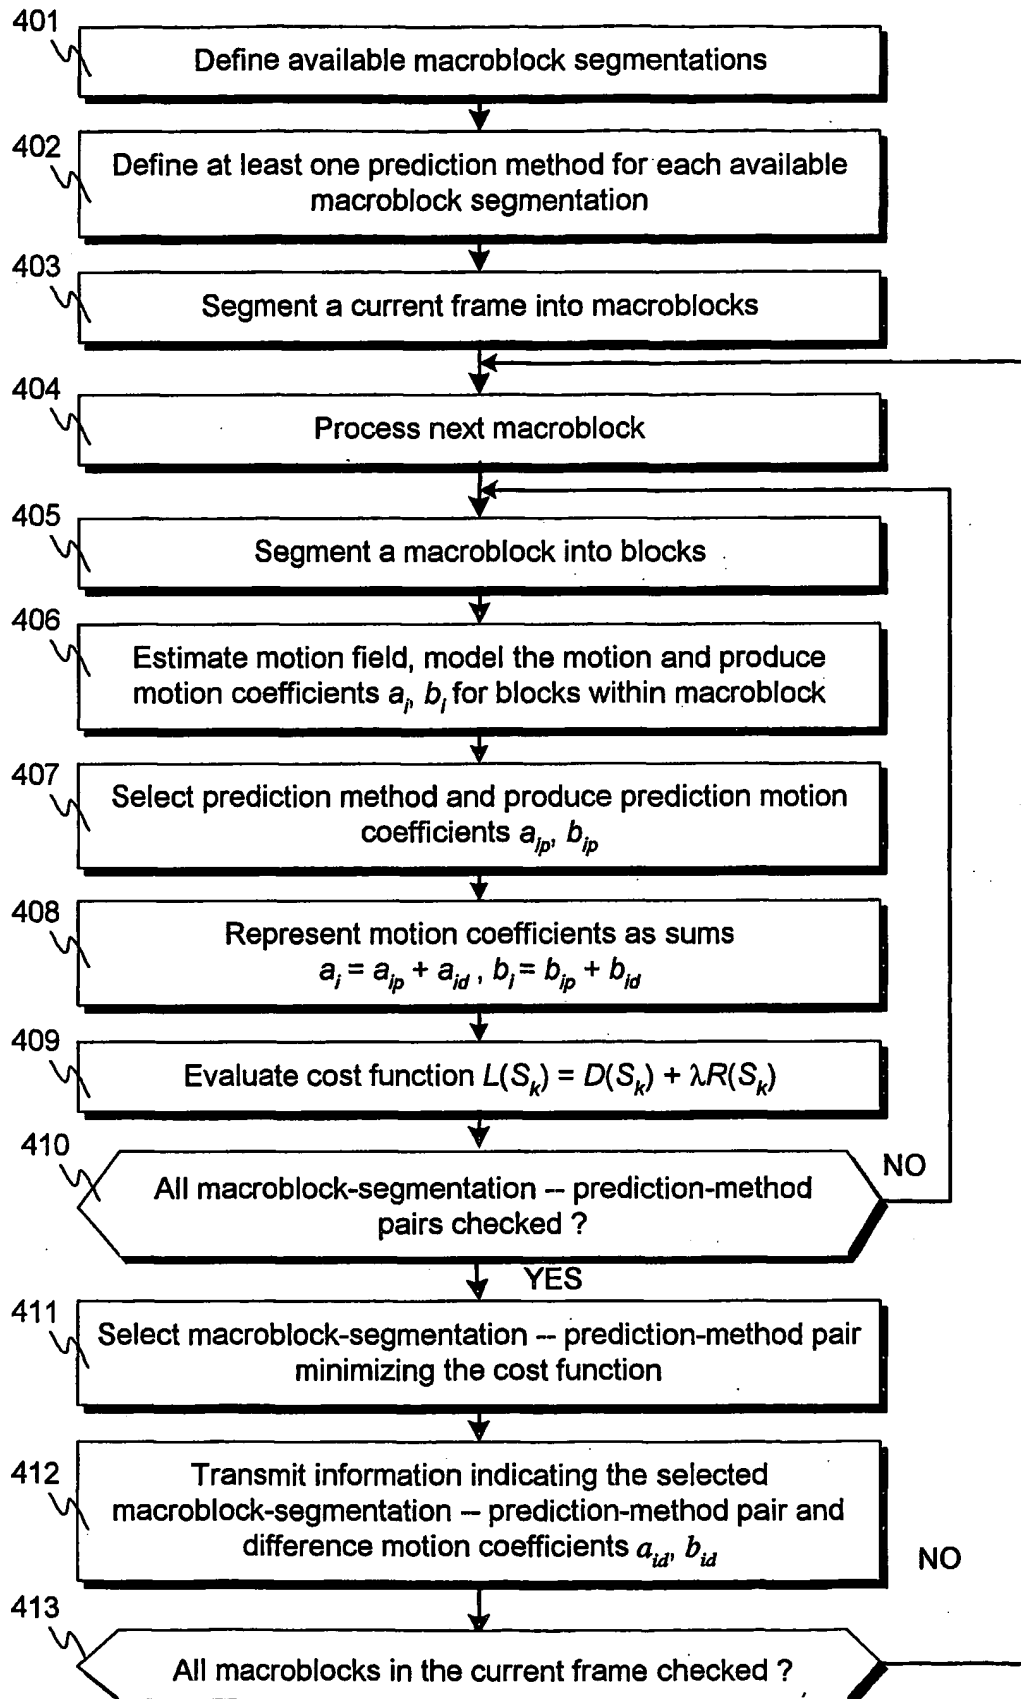 401
Define available macroblock segmentations
402
Define at least one prediction method for each available
macroblock segmentation
403
Segment a current frame into macroblocks
404
Process next macroblock
405
Segment a macroblock into blocks
406
Estimate motion field, model the motion and produce
motion coefficients a_i, b_i for blocks within macroblock
407
Select prediction method and produce prediction motion
coefficients a_ip, b_ip
408
Represent motion coefficients as sums
a_i = a_ip + a_id , b_i = b_ip + b_id
409
Evaluate cost function L(S_k) = D(S_k) + λR(S_k)
410
All macroblock-segmentation -- prediction-method
pairs checked ?
NO
YES
411
Select macroblock-segmentation -- prediction-method pair
minimizing the cost function
412
Transmit information indicating the selected
macroblock-segmentation -- prediction-method pair and
difference motion coefficients a_id, b_id
NO
413
All macroblocks in the current frame checked ?